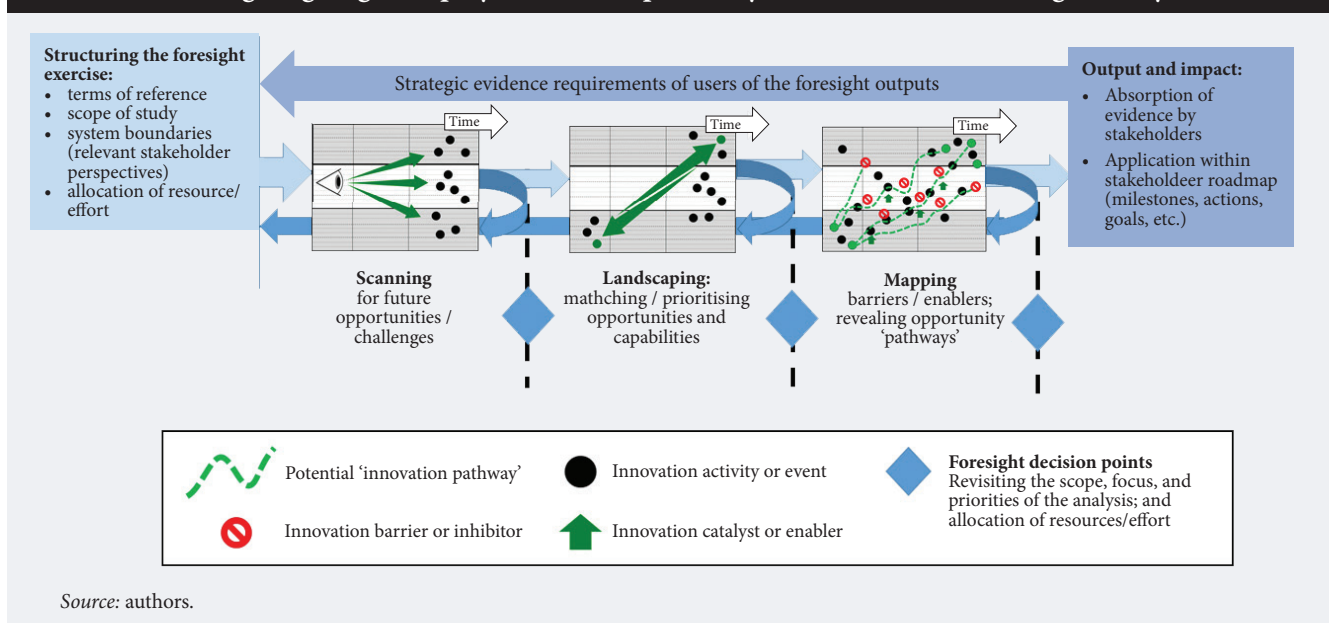 Structuring the foresight
exercise:
• terms of reference
• scope of study
• system boundaries
(relevant stakeholder
perspectives)
• allocation of resource/
effort
Strategic evidence requirements of users of the foresight outputs
Output and impact:
• Absorption of
evidence by
stakeholders
• Application within
stakeholdeer roadmap
(milestones, actions,
goals, etc.)
Time
Time
Time
Scanning
for future
opportunities /
challenges
Landscaping:
mathching / prioritising
opportunities and
capabilities
Mapping
barriers / enablers;
revealing opportunity
‘pathways’
Potential ‘innovation pathway’
Innovation activity or event
Foresight decision points
Revisiting the scope, focus, and
priorities of the analysis; and
allocation of resources/effort
Innovation barrier or inhibitor
Innovation catalyst or enabler
Source: authors.